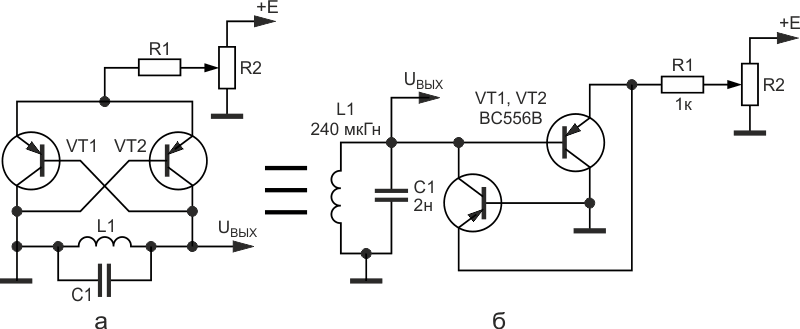 +E
R1
R2
VT1
VT2
L1
UВЫХ
C1
а
UВЫХ
L1
240 мкГн
C1
2н
VT1, VT2
BC556B
+E
R1
1к
R2
б